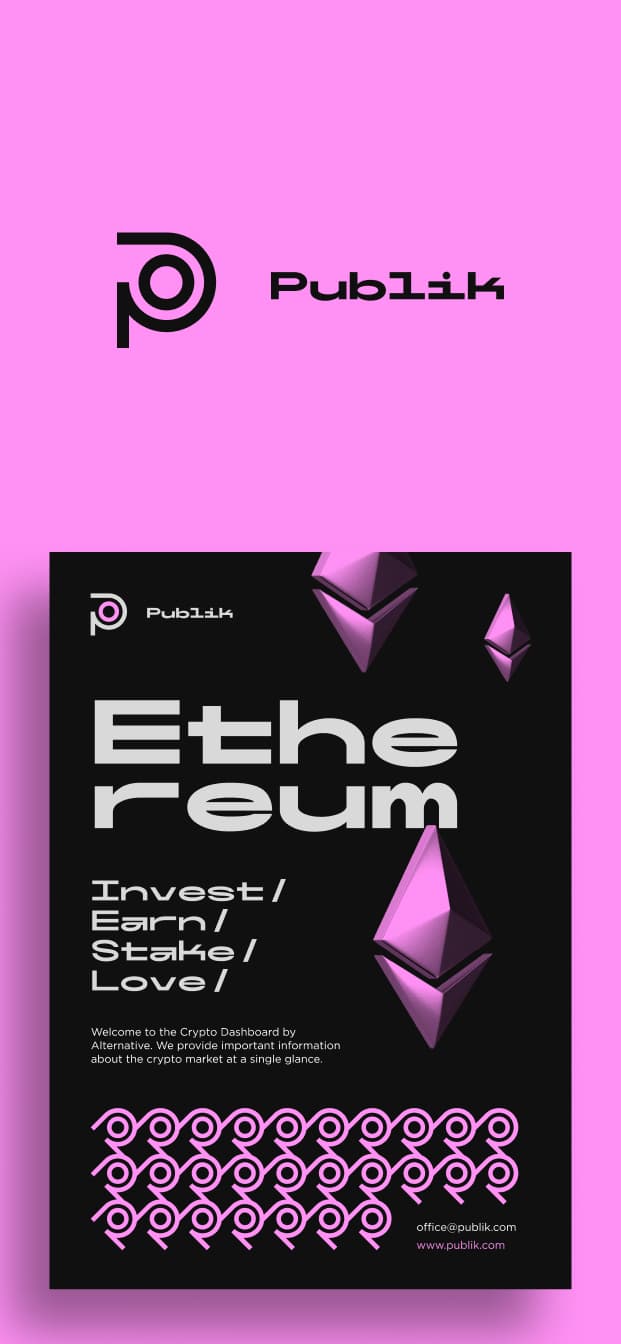 Publik
Publik
Ethe
reum
Invest/
Earn/
Stake/
Love/
Welcome to the Crypto Dashboard by
Alternative. We provide important information
about the crypto market at a single glance.
office@publik.com
www.publik.com